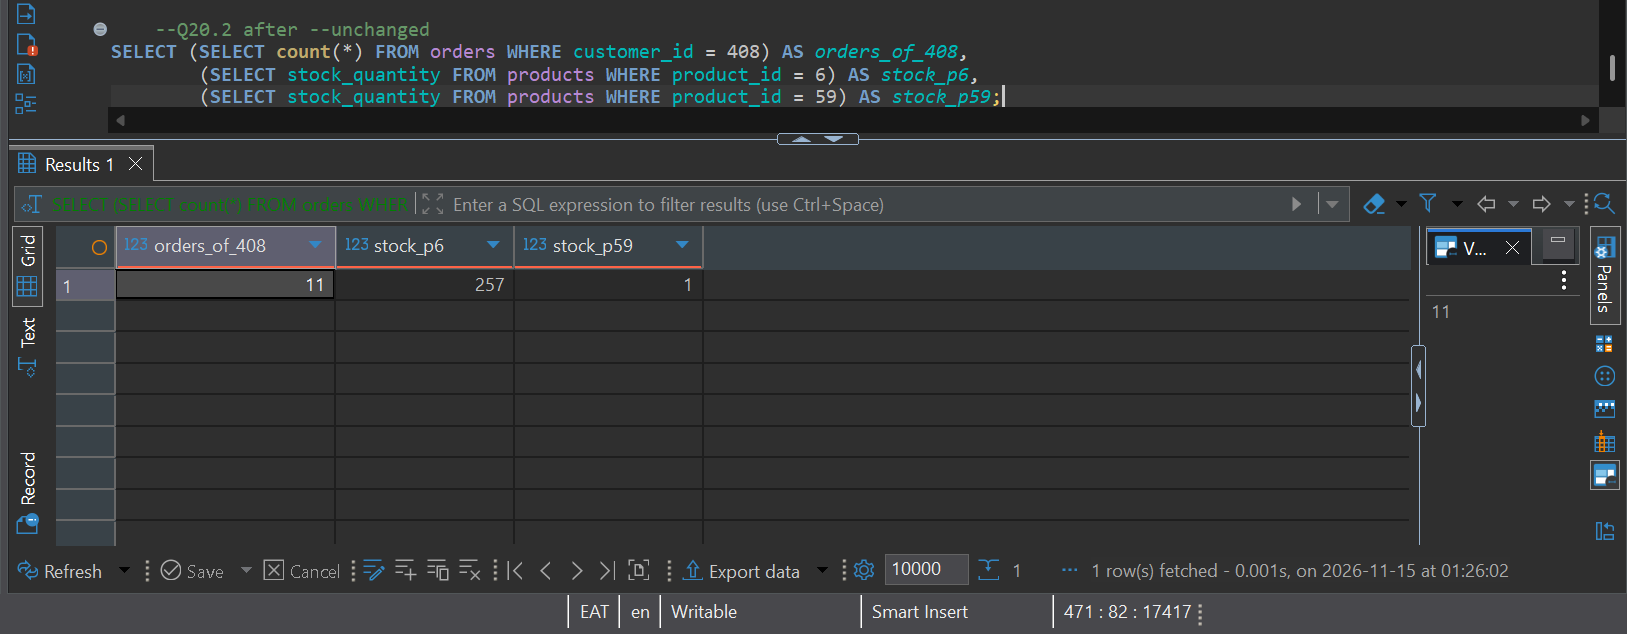 --Q20.2 after --unchanged
SELECT (SELECT count(*) FROM orders WHERE customer_id = 408) AS orders_of_408,
(SELECT stock_quantity FROM products WHERE product_id = 6) AS stock_p6,
(SELECT stock_quantity FROM products WHERE product_id = 59) AS stock_p59;
Results 1
SELECT (SELECT count(*) FROM orders WHER
Enter a SQL expression to filter results (use Ctrl+Space)
Grid
Text
Record
123 orders_of_408
123 stock_p6
123 stock_p59
1
11
257
1
V...
11
Panels
Refresh
Save
Cancel
Export data
10000
1
... 1 row(s) fetched - 0.001s, on 2026-11-15 at 01:26:02
EAT
en
Writable
Smart Insert
471 : 82 : 17417